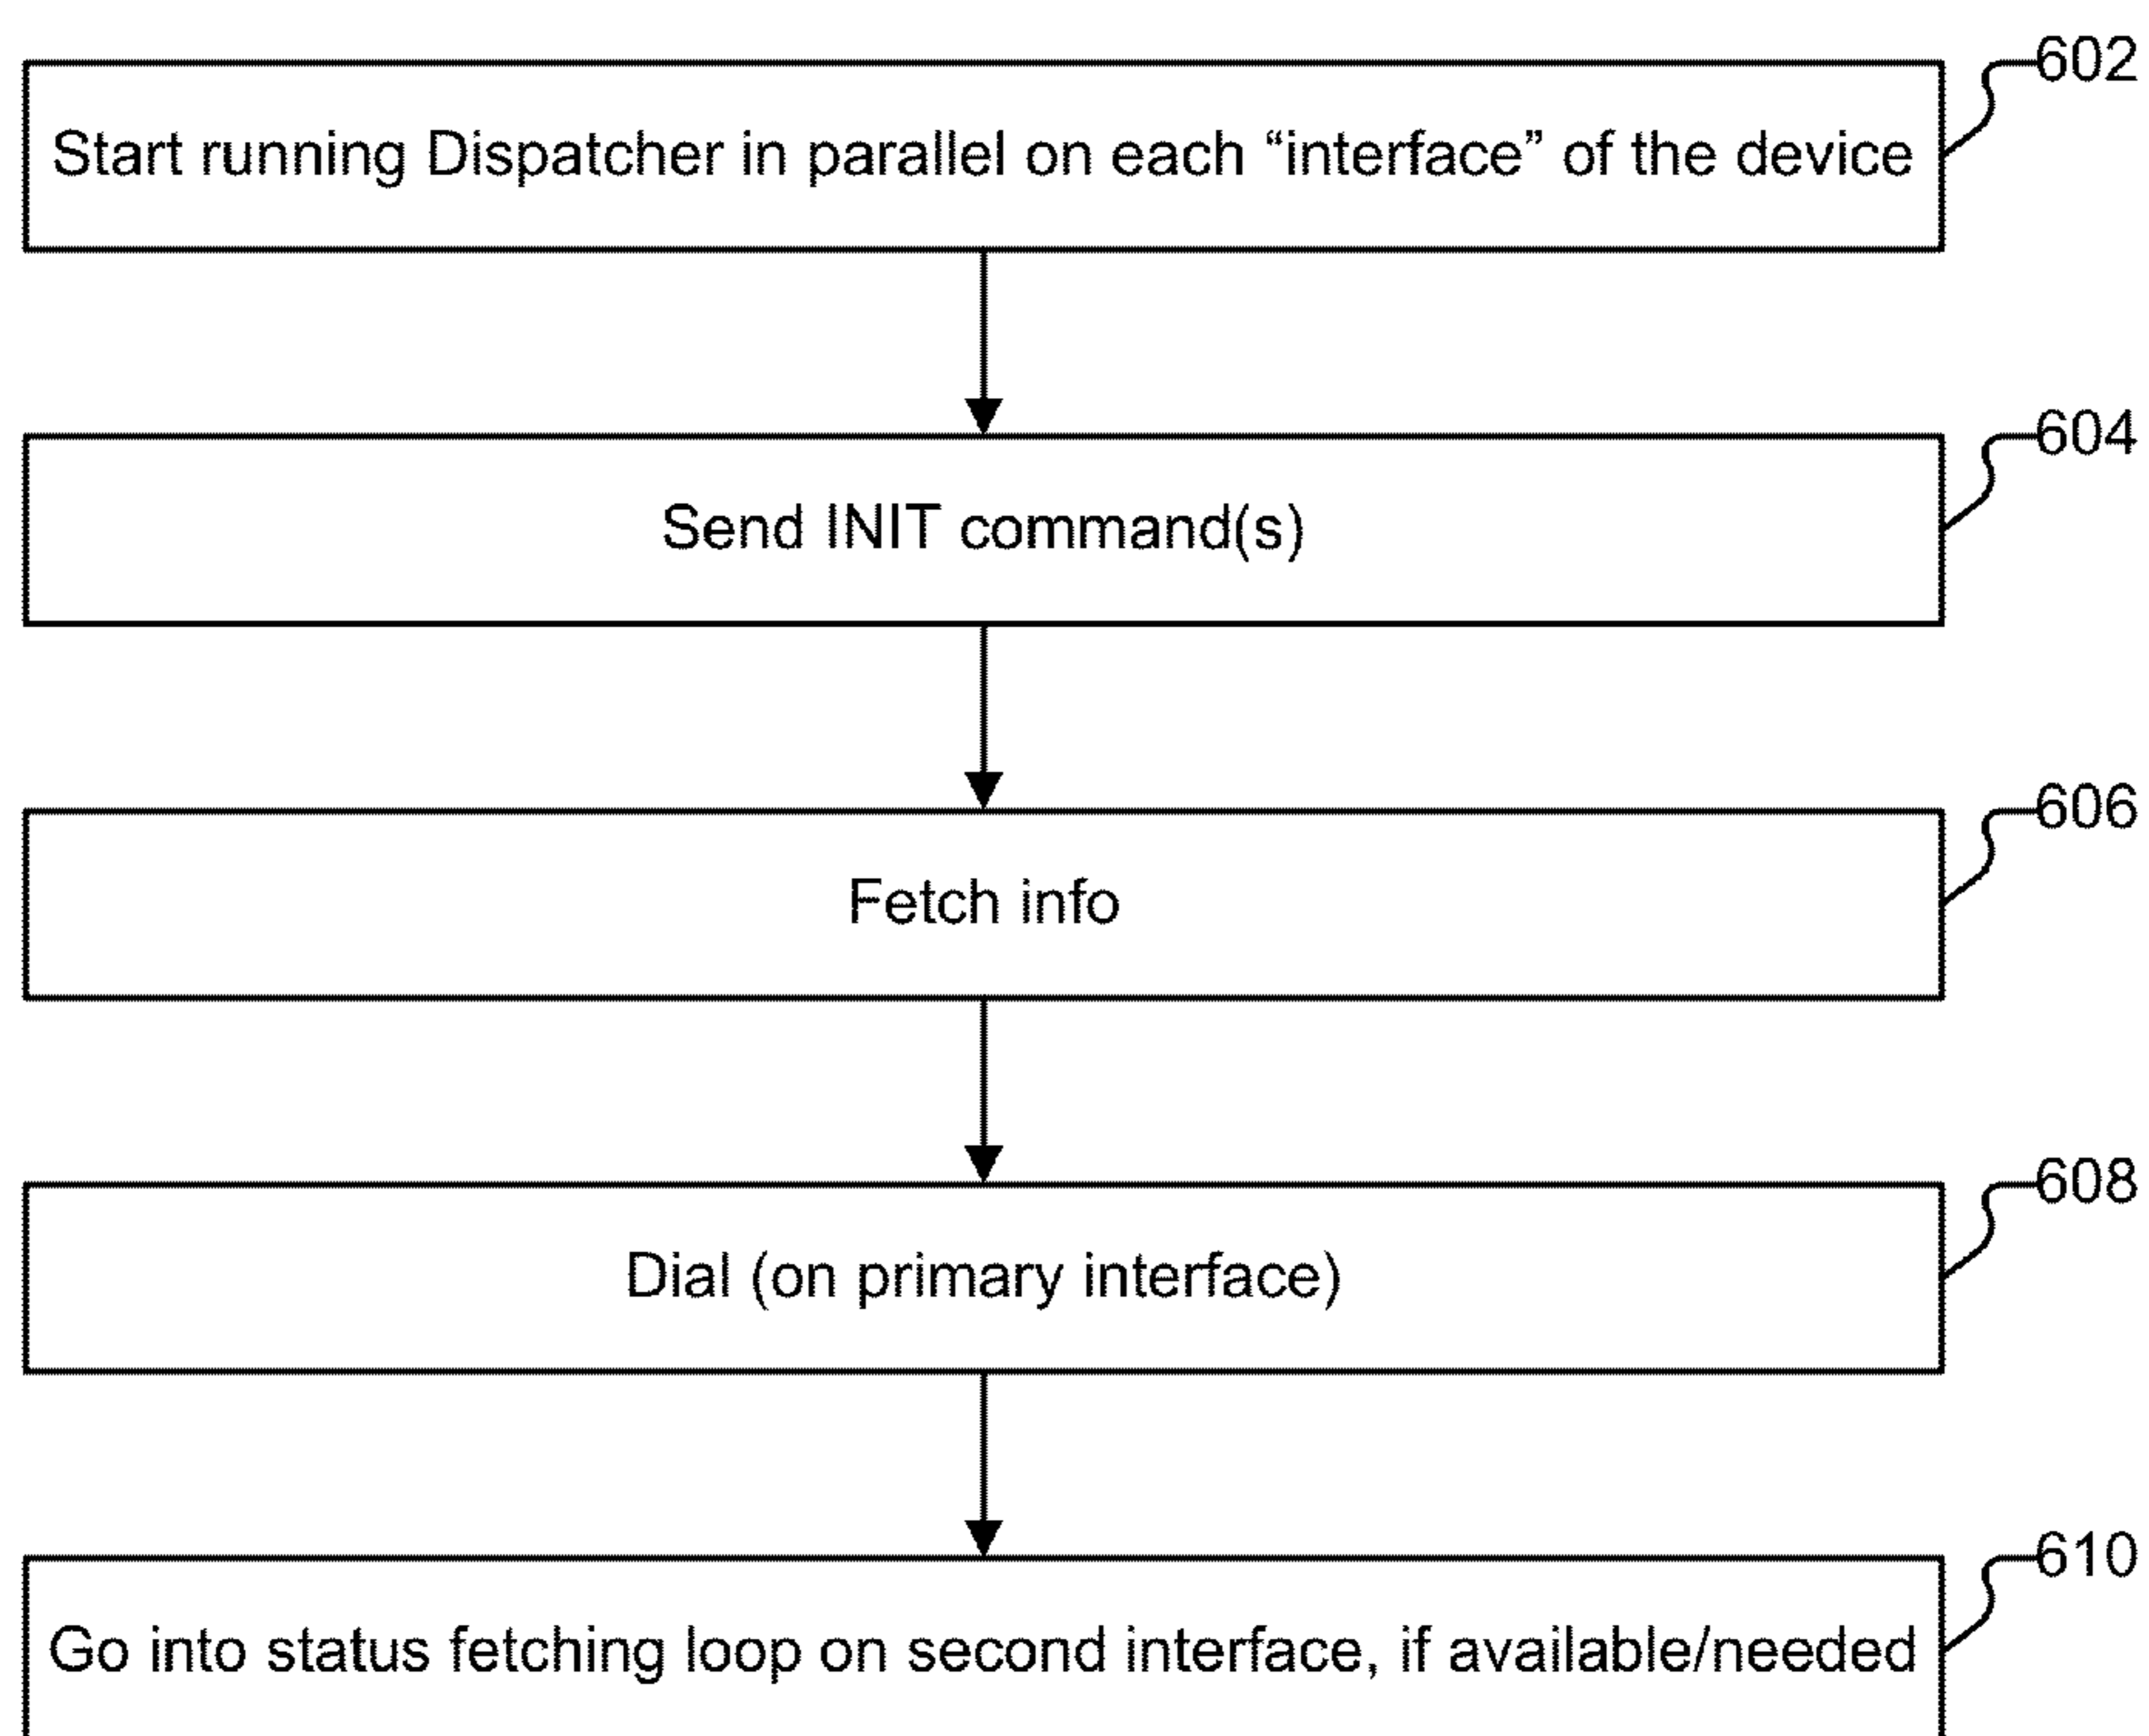 602
Start running Dispatcher in parallel on each “interface” of the device
604
Send INIT command(s)
606
Fetch info
608
Dial (on primary interface)
610
Go into status fetching loop on second interface, if available/needed